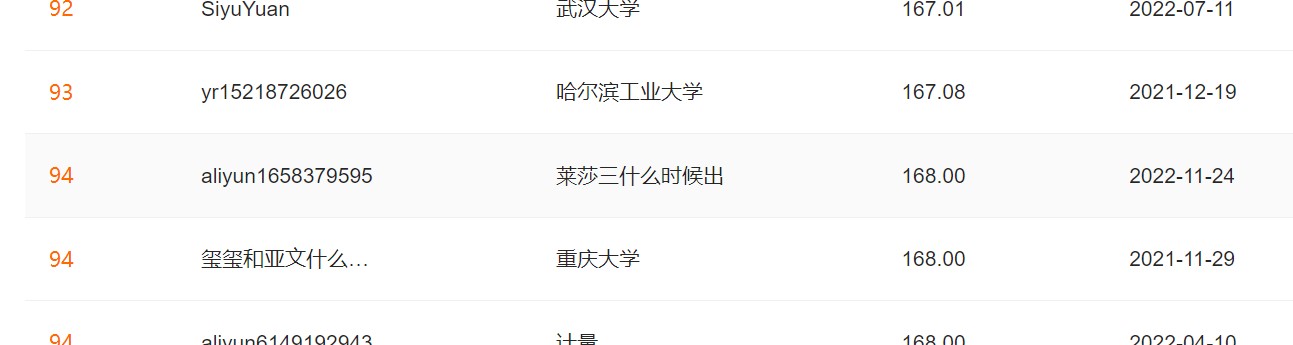 92 SiyuYuan 武汉大学 167.01 2022-07-11
93 yr15218726026 哈尔滨工业大学 167.08 2021-12-19
94 aliyun1658379595 莱莎三什么时候出 168.00 2022-11-24
94 玺玺和亚文什么... 重庆大学 168.00 2021-11-29
94 aliyun6149192943 计量 168.00 2022-04-10